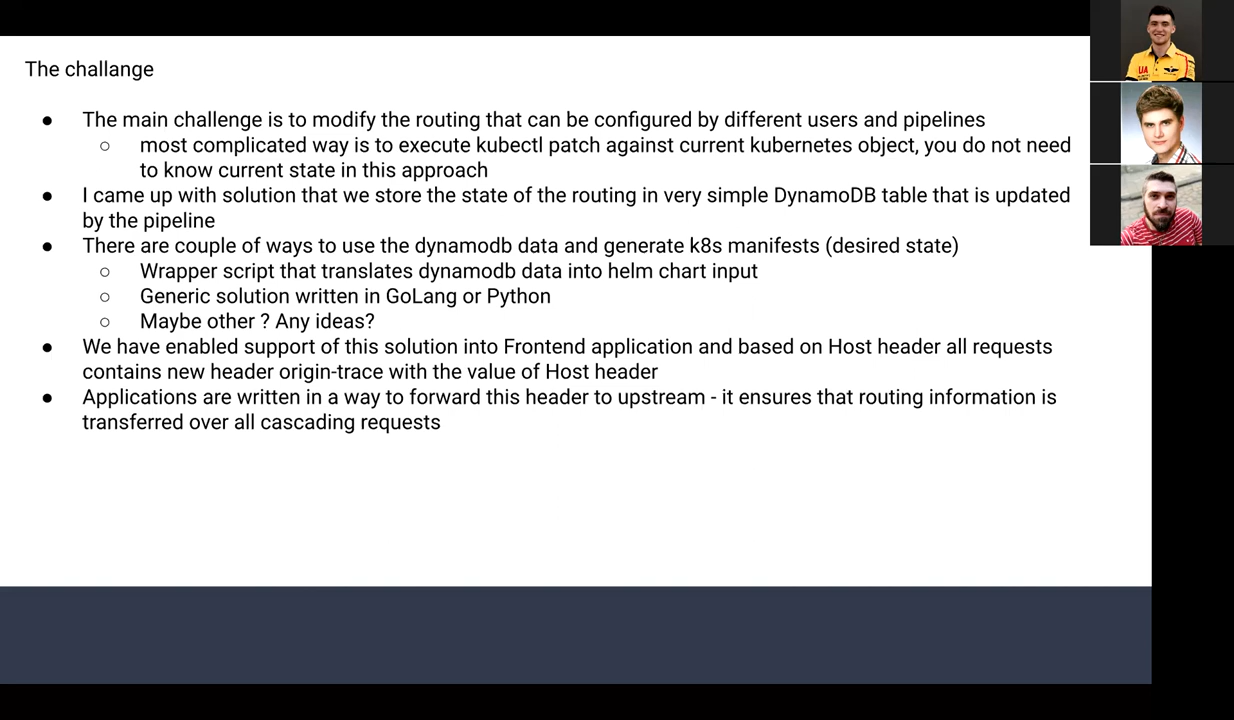 The challange
● The main challenge is to modify the routing that can be configured by different users and pipelines
○ most complicated way is to execute kubectl patch against current kubernetes object, you do not need
to know current state in this approach
● I came up with solution that we store the state of the routing in very simple DynamoDB table that is updated
by the pipeline
● There are couple of ways to use the dynamodb data and generate k8s manifests (desired state)
○ Wrapper script that translates dynamodb data into helm chart input
○ Generic solution written in GoLang or Python
○ Maybe other ? Any ideas?
● We have enabled support of this solution into Frontend application and based on Host header all requests
contains new header origin-trace with the value of Host header
● Applications are written in a way to forward this header to upstream - it ensures that routing information is
transferred over all cascading requests
UA